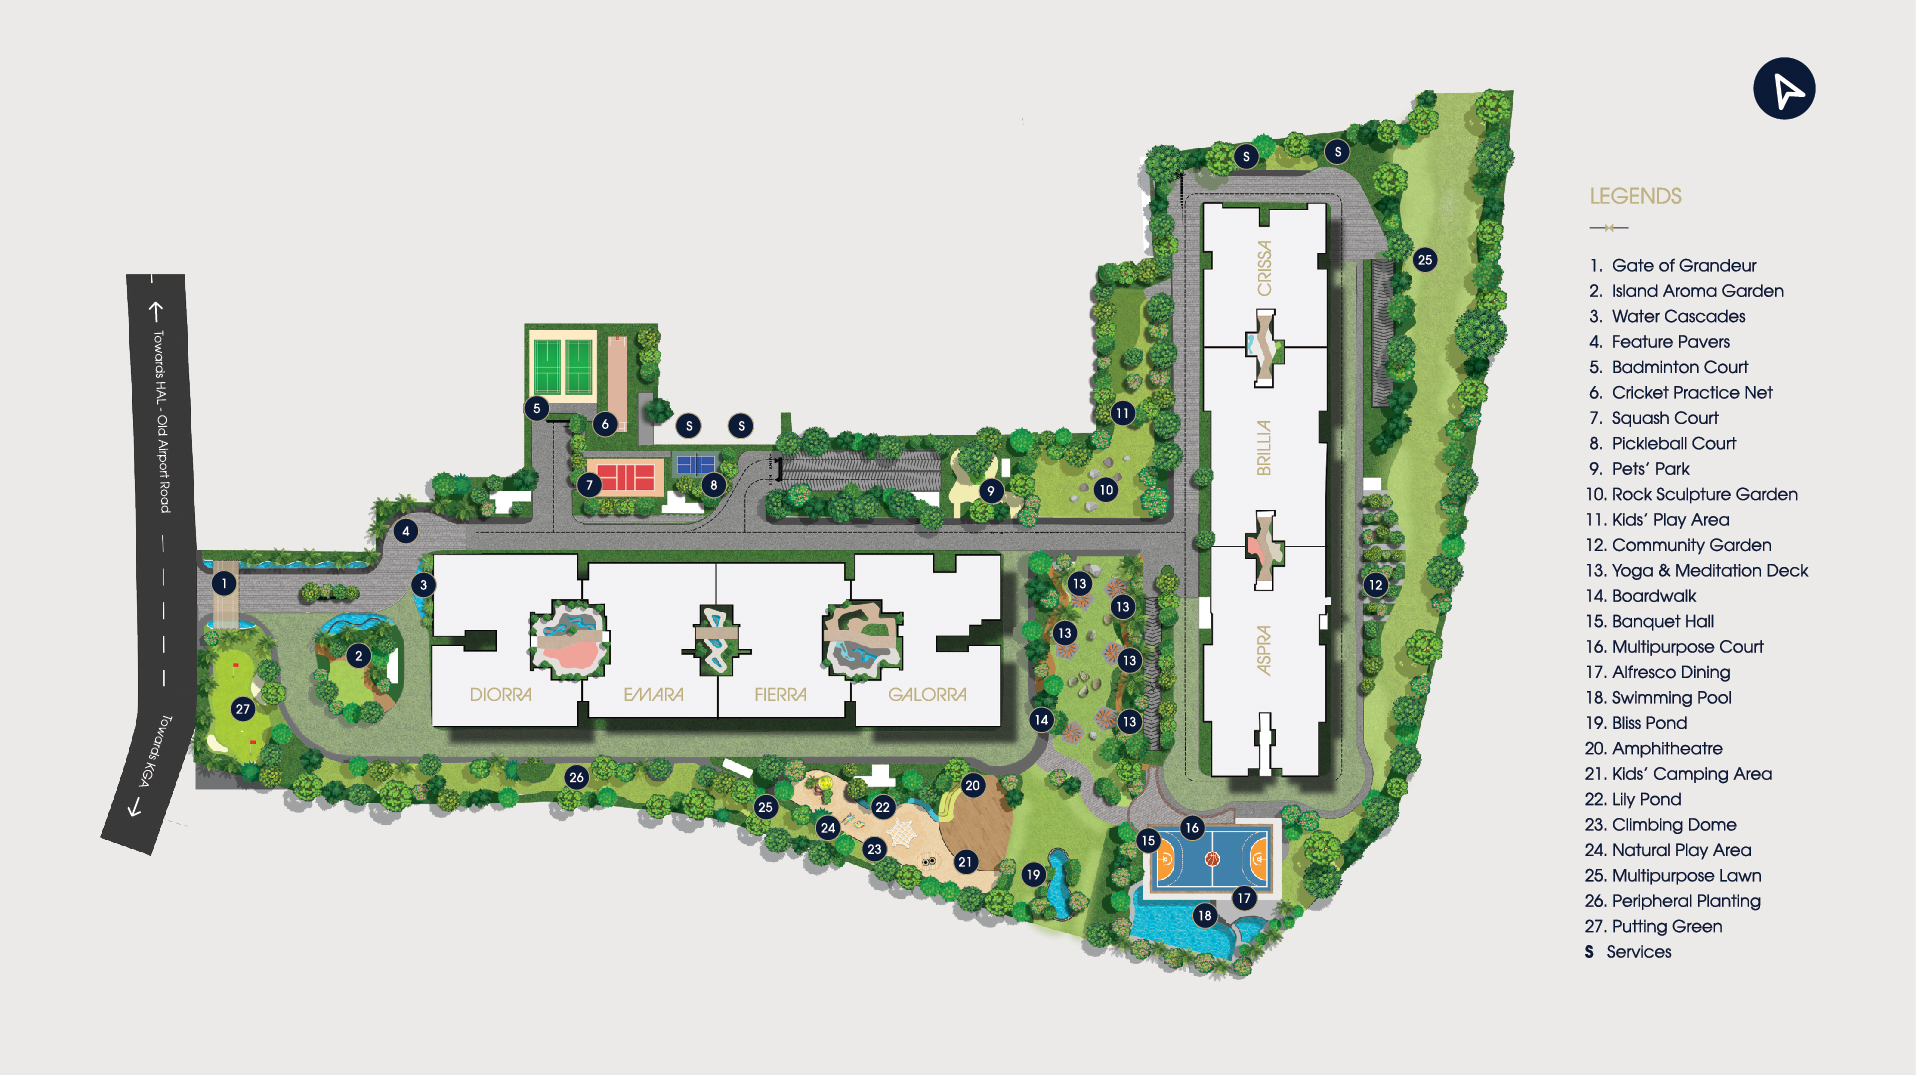 LEGENDS
1. Gate of Grandeur
2. Island Aroma Garden
3. Water Cascades
4. Feature Pavers
5. Badminton Court
6. Cricket Practice Net
7. Squash Court
8. Pickleball Court
9. Pets' Park
10. Rock Sculpture Garden
11. Kids' Play Area
12. Community Garden
13. Yoga & Meditation Deck
14. Boardwalk
15. Banquet Hall
16. Multipurpose Court
17. Alfresco Dining
18. Swimming Pool
19. Bliss Pond
20. Amphitheatre
21. Kids' Camping Area
22. Lily Pond
23. Climbing Dome
24. Natural Play Area
25. Multipurpose Lawn
26. Peripheral Planting
27. Putting Green
S Services
Towards HAL - Old Airport Road
Towards KGA
DIORRA
EMARA
FIERRA
GALORRA
CRISSA
BRILLIA
ASPRA
S
S
25
5
6
S
S
11
7
8
9
10
4
1
3
13
12
13
13
2
13
27
14
13
26
20
25
22
24
16
15
23
21
19
17
18